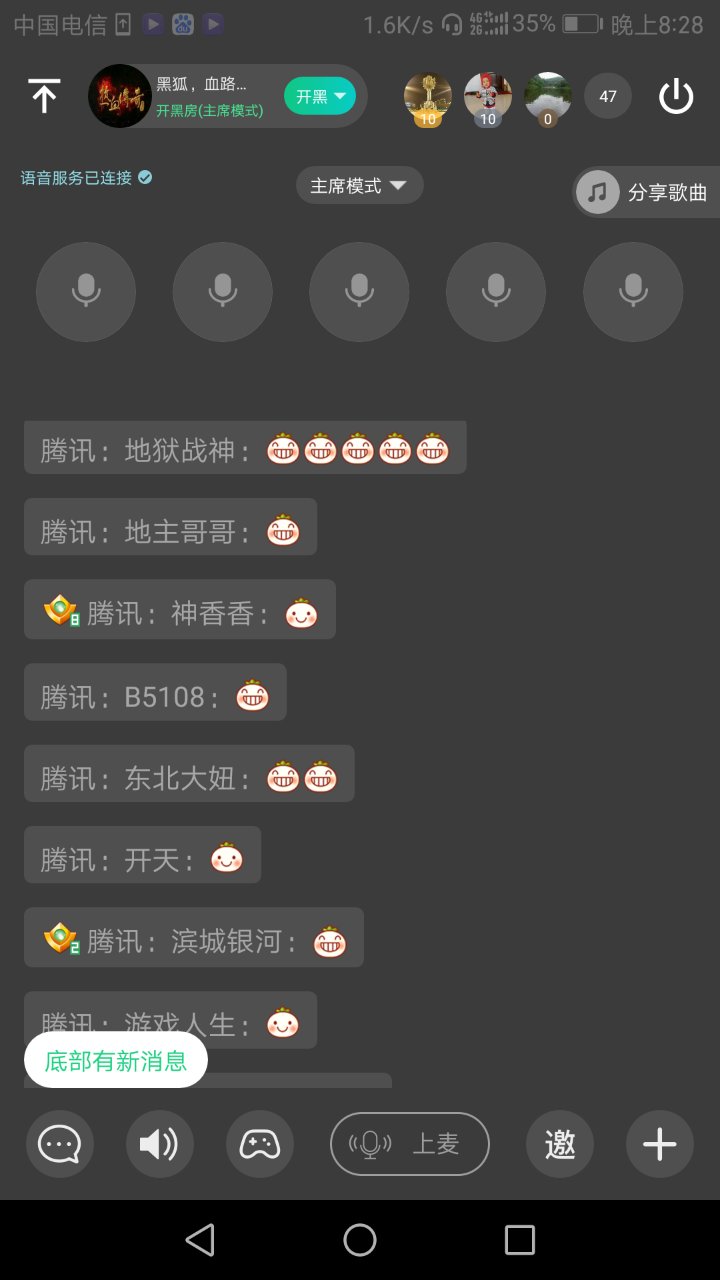 中国电信
1.6K/s
4G
2G
35%
晚上8:28
黑狐，血路...
开黑房(主席模式)
开黑
10
10
0
47
语音服务已连接
主席模式
分享歌曲
腾讯：地狱战神：
腾讯：地主哥哥：
8 腾讯：神香香：
腾讯：B5108：
腾讯：东北大妞：
腾讯：开天：
2 腾讯：滨城银河：
腾讯：游戏人生：
底部有新消息
上麦
邀